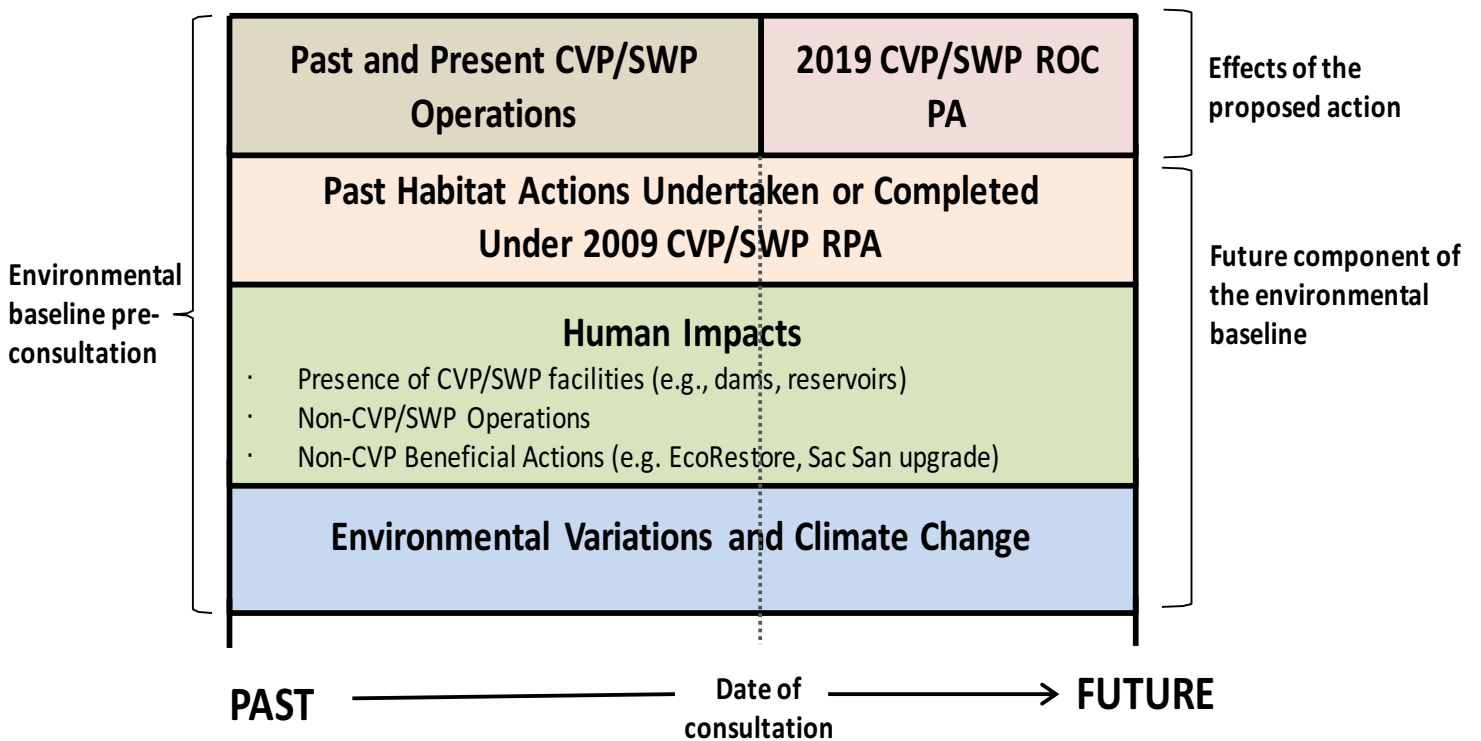 Past and Present CVP/SWP
Operations
2019 CVP/SWP ROC
PA
Effects of the
proposed action
Past Habitat Actions Undertaken or Completed
Under 2009 CVP/SWP RPA
Environmental
baseline pre-
consultation
Future component of
the environmental
baseline
Human Impacts
· Presence of CVP/SWP facilities (e.g., dams, reservoirs)
· Non-CVP/SWP Operations
· Non-CVP Beneficial Actions (e.g. EcoRestore, Sac San upgrade)
Environmental Variations and Climate Change
PAST
Date of
consultation
FUTURE